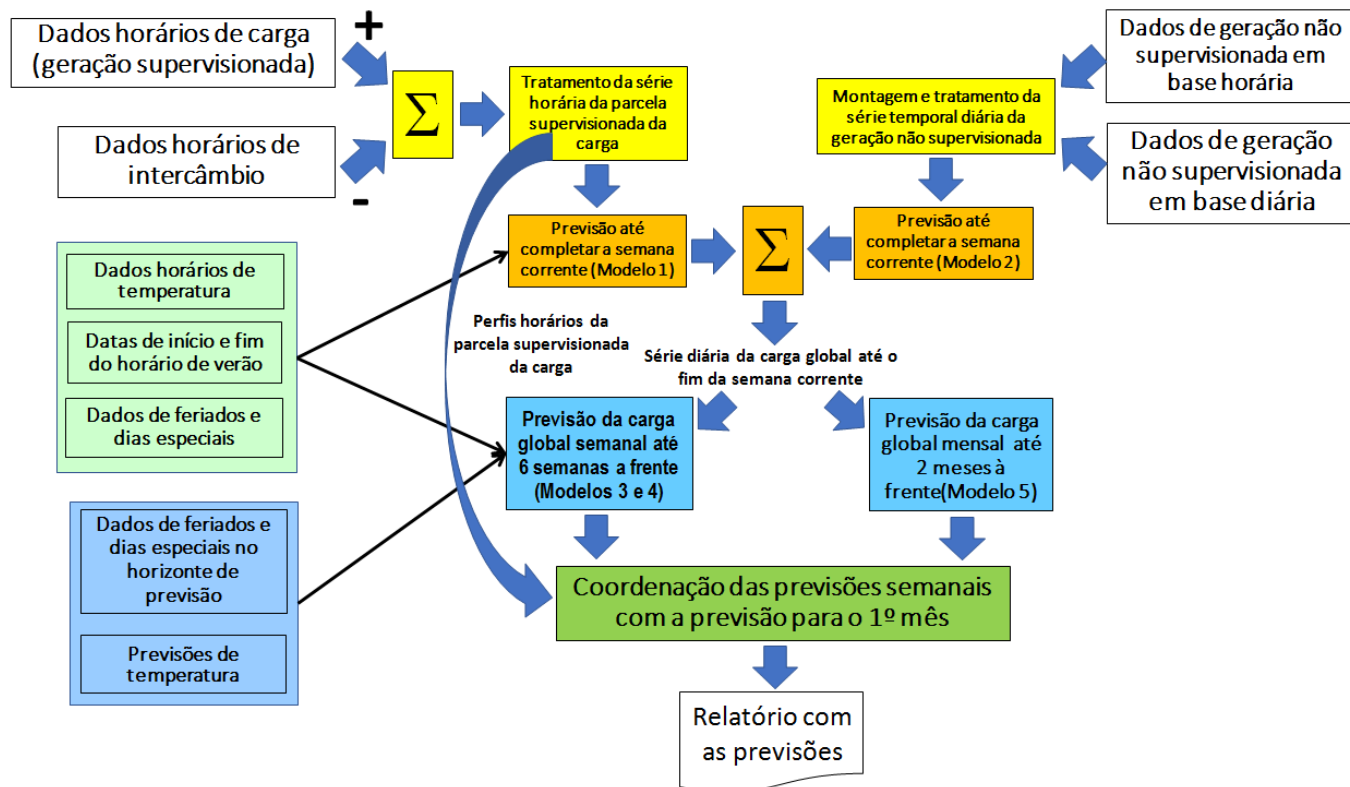 Dados horários de carga
(geração supervisionada)
+
Dados horários de
intercâmbio
-
Σ
Tratamento da série
horária da parcela
supervisionada da
carga
Montagem e tratamento da
série temporal diária da
geração não supervisionada
Dados de geração não
supervisionada em
base horária
Dados de geração
não supervisionada
em base diária
Previsão até
completar a semana
corrente (Modelo 1)
Σ
Previsão até
completar a semana
corrente (Modelo 2)
Dados horários de
temperatura
Datas de início e fim
do horário de verão
Dados de feriados e
dias especiais
Perfis horários da
parcela supervisionada
da carga
Série diária da carga global até o
fim da semana corrente
Previsão da carga
global semanal até
6 semanas a frente
(Modelos 3 e 4)
Previsão da carga
global mensal até
2 meses à
frente(Modelo 5)
Dados de feriados e
dias especiais no
horizonte de
previsão
Previsões de
temperatura
Coordenação das previsões semanais
com a previsão para o 1º mês
Relatório com
as previsões